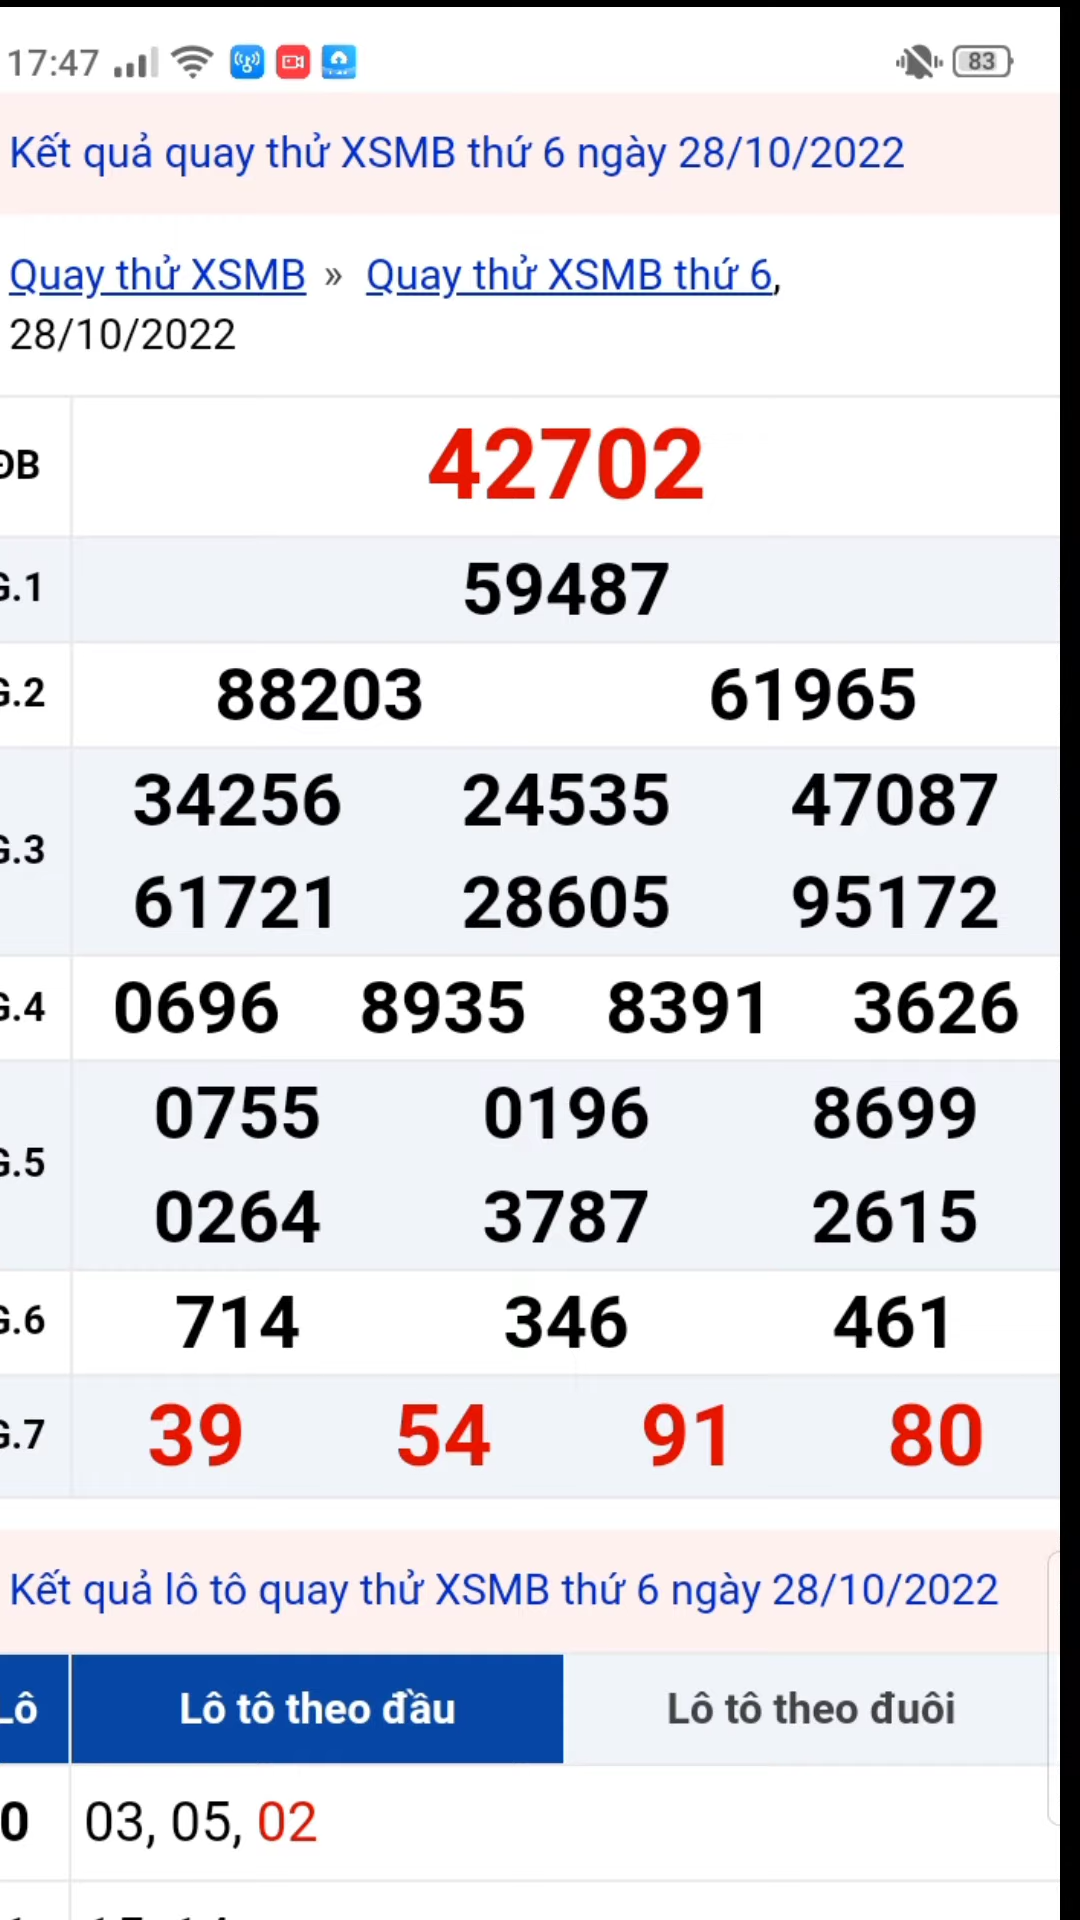 17:47
83
Kết quả quay thử XSMB thứ 6 ngày 28/10/2022
Quay thử XSMB » Quay thử XSMB thứ 6,
28/10/2022
ĐB 42702
G.1 59487
G.2 88203 61965
G.3
34256 24535 47087
61721 28605 95172
G.4 0696 8935 8391 3626
G.5
0755 0196 8699
0264 3787 2615
G.6 714 346 461
G.7 39 54 91 80
Kết quả lô tô quay thử XSMB thứ 6 ngày 28/10/2022
Lô Lô tô theo đầu Lô tô theo đuôi
0 03, 05, 02